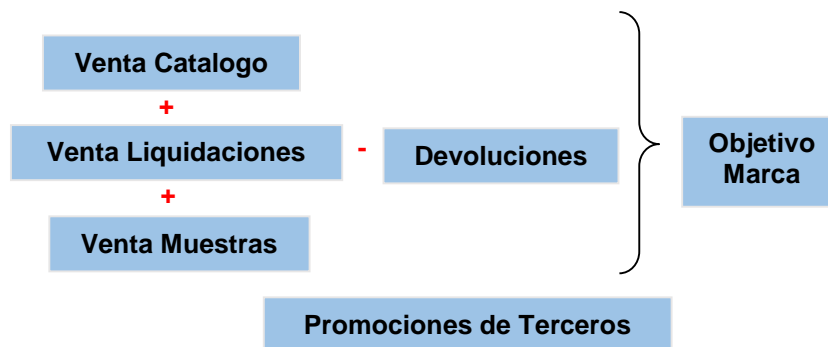 Venta Catalogo
+
Venta Liquidaciones
-
Devoluciones
Objetivo
Marca
+
Venta Muestras
Promociones de Terceros